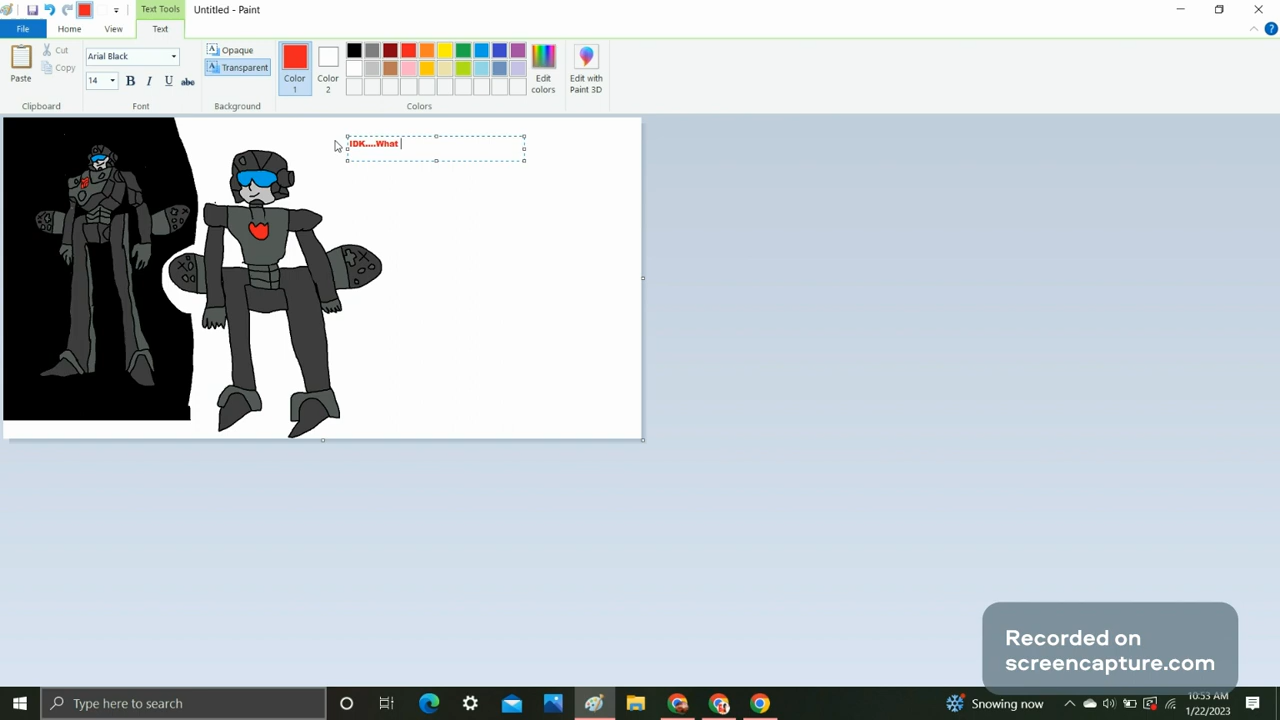 Text Tools
Untitled - Paint
File
Home
View
Text
Paste
Cut
Copy
Clipboard
Arial Black
14
B I U abc
Font
Opaque
Transparent
Background
Color 1
Color 2
Colors
Edit colors
Edit with Paint 3D
IDK....What
Recorded on
screencapture.com
Type here to search
Snowing now
10:53 AM
1/22/2023